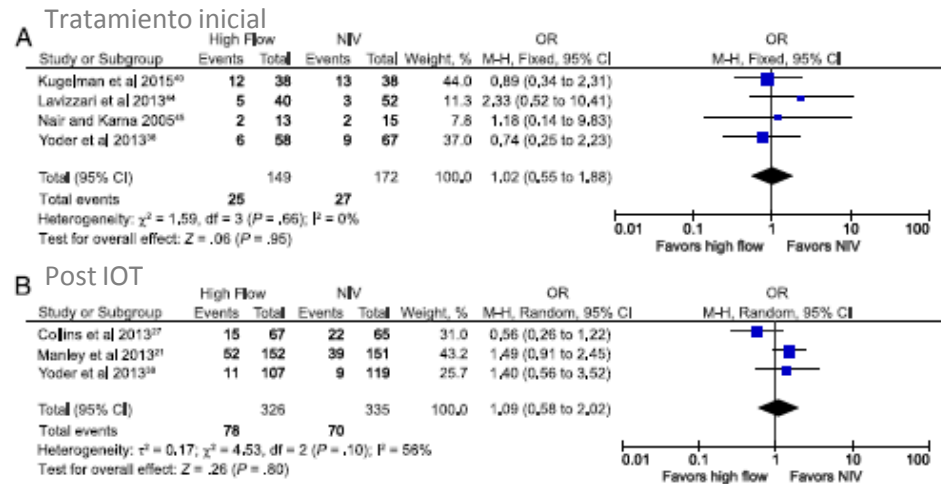 Tratamiento inicial
A
High Flow NIV OR OR
Study or Subgroup Events Total Events Total Weight, % M-H, Fixed, 95% CI M-H, Fixed, 95% CI
Kugelman et al 2015⁴⁰ 12 38 13 38 44.0 0,89 (0,34 to 2,31)
Lavizzari et al 2013⁴⁴ 5 40 3 52 11.3 2,33 (0,52 to 10,41)
Nair and Karna 2005⁴⁵ 2 13 2 15 7.8 1,18 (0,14 to 9,83)
Yoder et al 2013³⁸ 6 58 9 67 37.0 0,74 (0,25 to 2,23)
Total (95% CI) 149 172 100.0 1,02 (0,55 to 1,88)
Total events 25 27
Heterogeneity: χ² = 1,59, df = 3 (P = ,66); I² = 0%
Test for overall effect: Z = ,06 (P = ,95)
0.01 0.1 1 10 100
Favors high flow Favors NIV
Post IOT
B
High Flow NIV OR OR
Study or Subgroup Events Total Events Total Weight, % M-H, Random, 95% CI M-H, Random, 95% CI
Collins et al 2013²⁷ 15 67 22 65 31.0 0,56 (0,26 to 1,22)
Manley et al 2013²¹ 52 152 39 151 43.2 1,49 (0,91 to 2,45)
Yoder et al 2013³⁸ 11 107 9 119 25.7 1,40 (0,56 to 3,52)
Total (95% CI) 326 335 100.0 1,09 (0,58 to 2,02)
Total events 78 70
Heterogeneity: τ² = 0,17; χ² = 4,53, df = 2 (P = ,10); I² = 56%
Test for overall effect: Z = ,26 (P = ,80)
0.01 0.1 1 10 100
Favors high flow Favors NIV